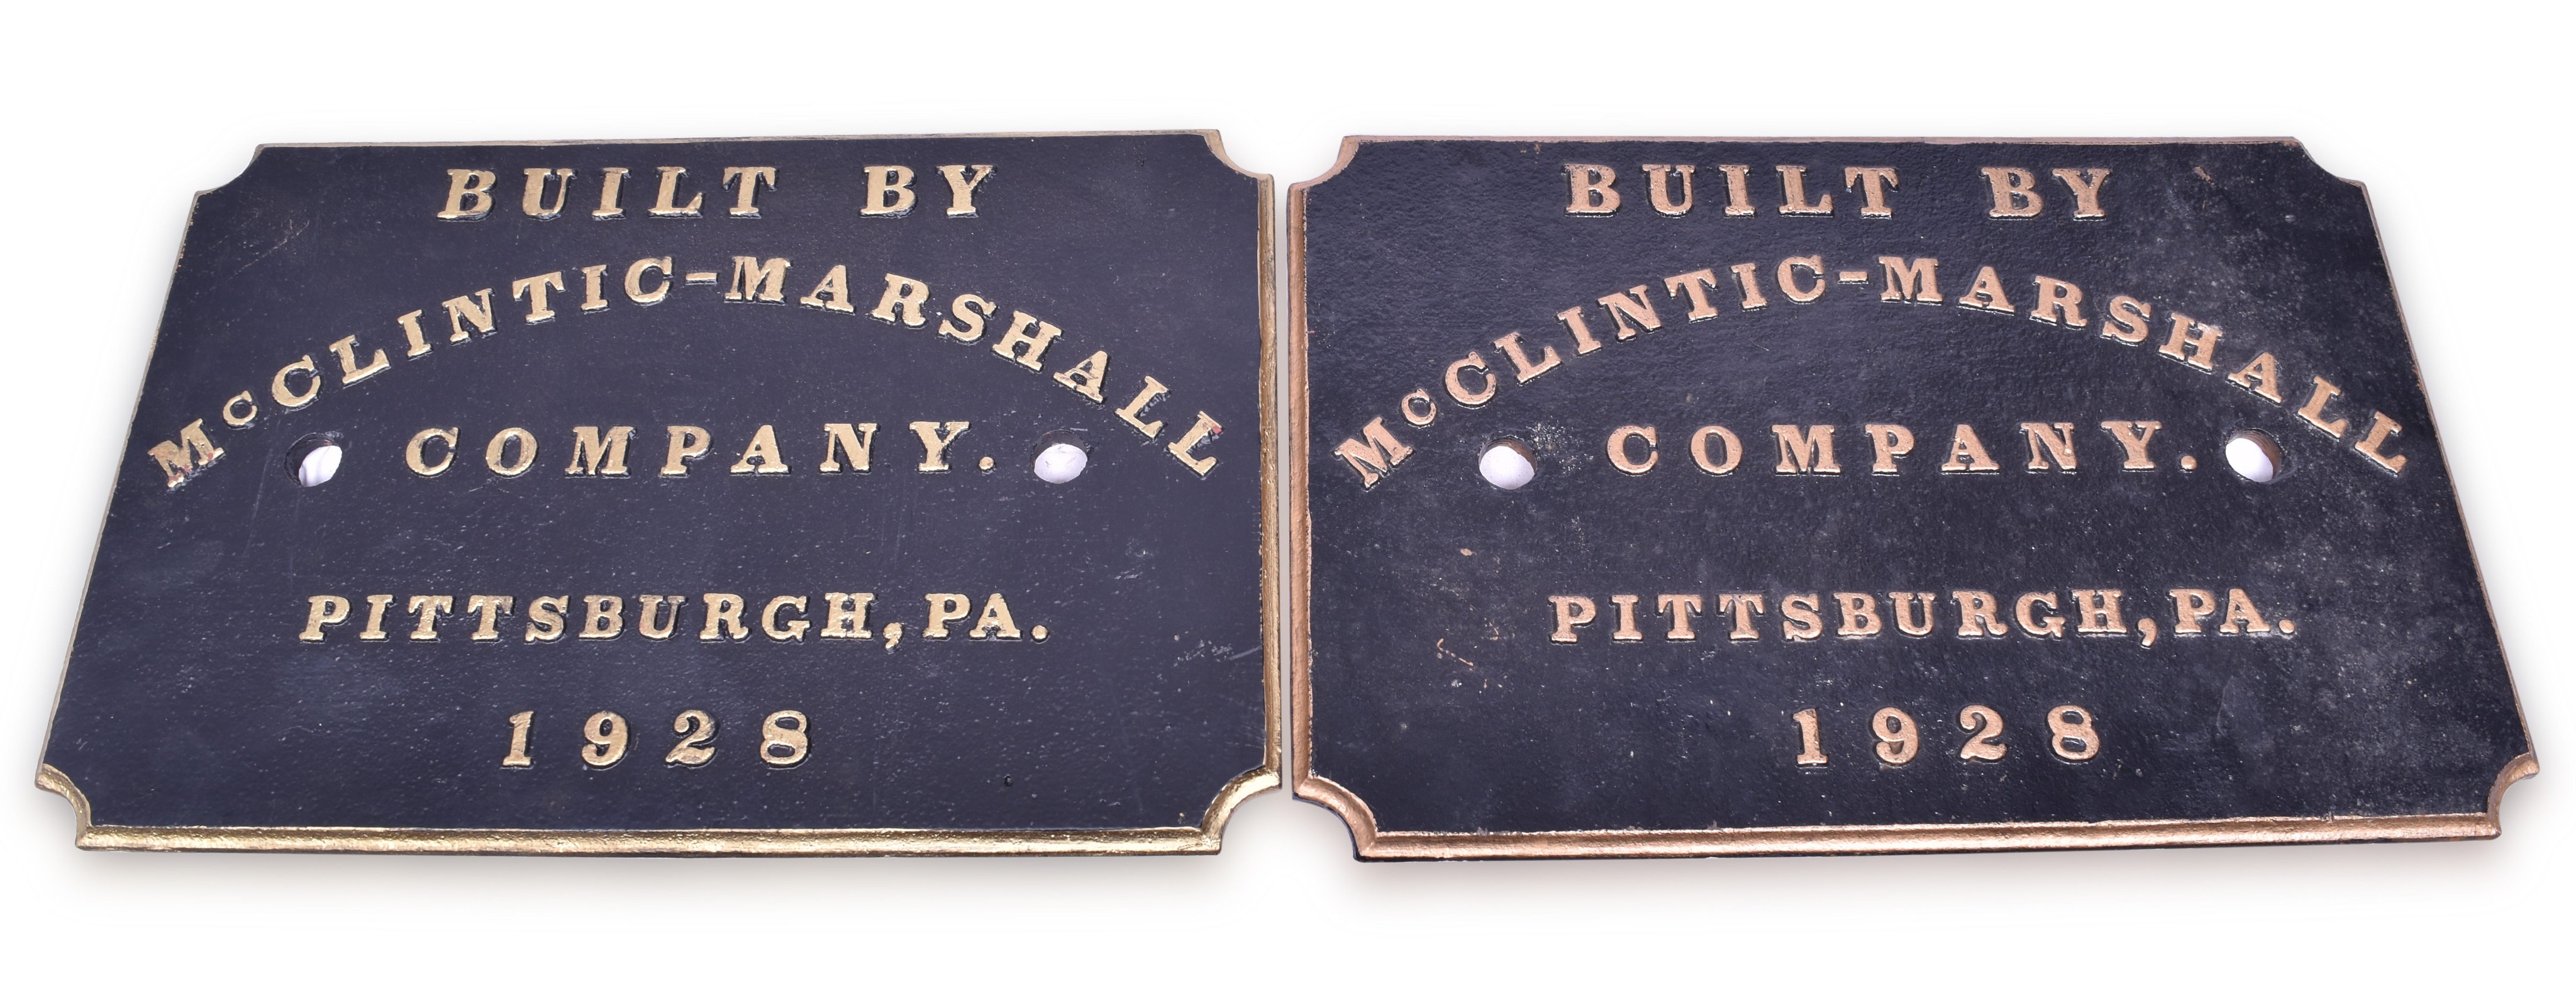 BUILT BY
McCLINTIC-MARSHALL
COMPANY.
PITTSBURGH, PA.
1928
BUILT BY
McCLINTIC-MARSHALL
COMPANY.
PITTSBURGH, PA.
1928